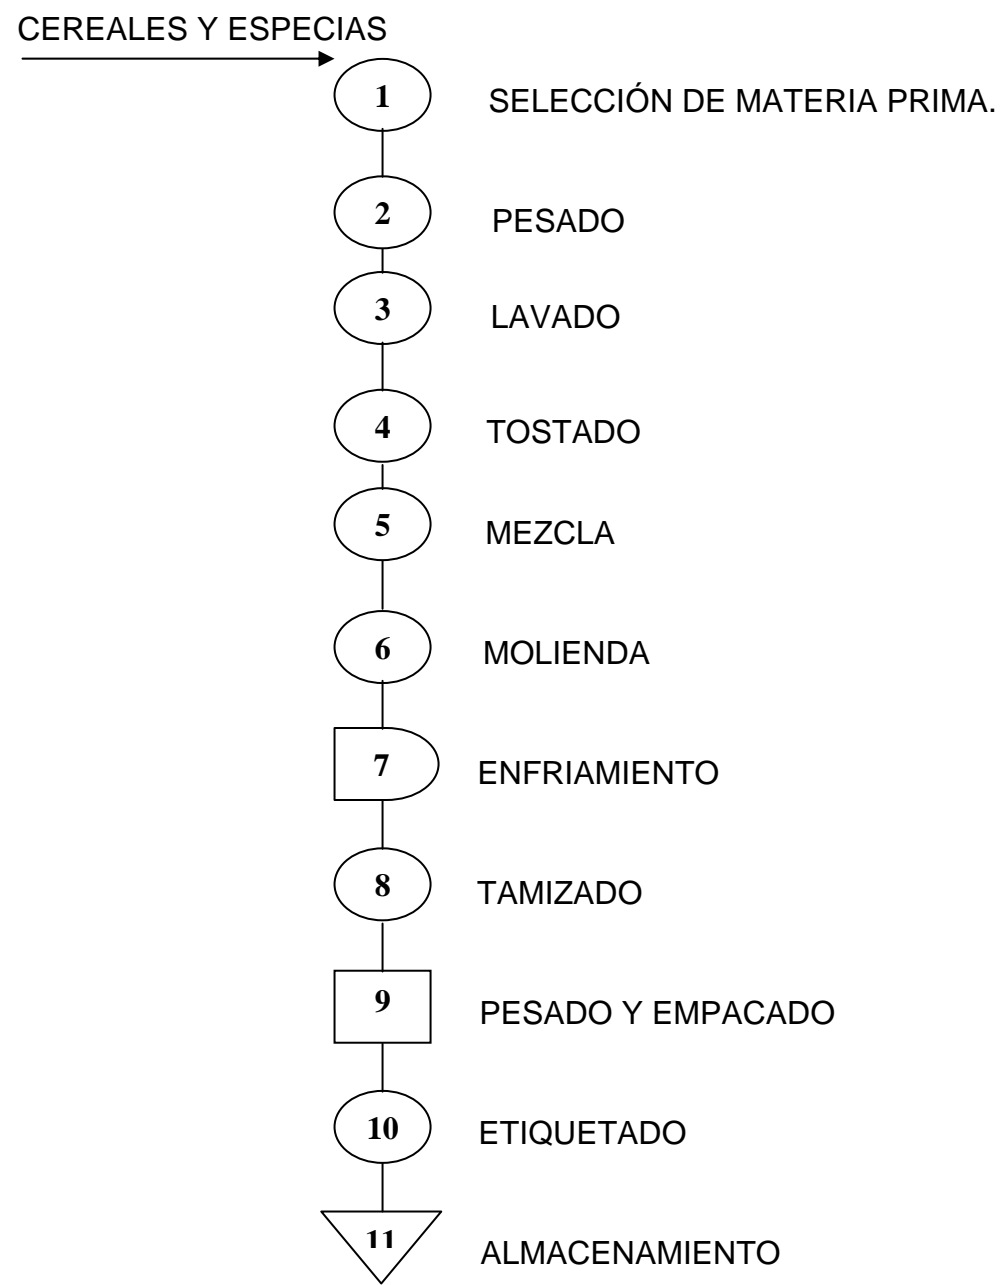 CEREALES Y ESPECIAS
1 SELECCIÓN DE MATERIA PRIMA.
2 PESADO
3 LAVADO
4 TOSTADO
5 MEZCLA
6 MOLIENDA
7 ENFRIAMIENTO
8 TAMIZADO
9 PESADO Y EMPACADO
10 ETIQUETADO
11 ALMACENAMIENTO